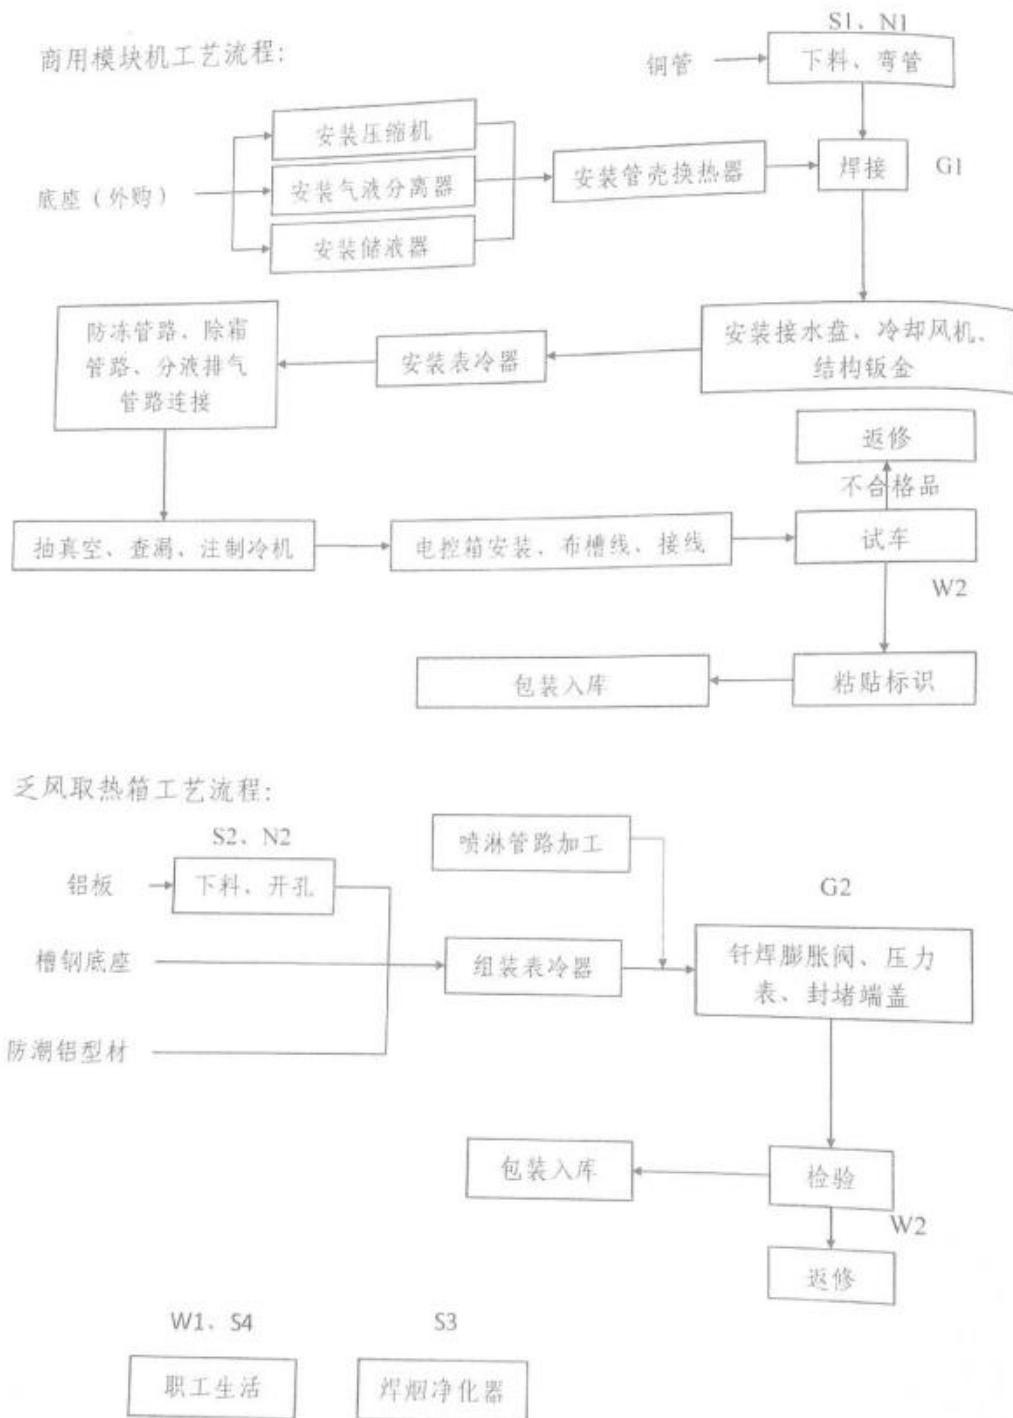 商用模块机工艺流程:
S1、N1
铜管
下料、弯管
安装压缩机
底座（外购）
安装气液分离器
安装管壳换热器
焊接
G1
安装储液器
防冻管路、除霜
管路、分液排气
管路连接
安装表冷器
安装接水盘、冷却风机、
结构钣金
返修
不合格品
抽真空、查漏、注制冷机
电控箱安装、布槽线、接线
试车
W2
包装入库
粘贴标识
乏风取热箱工艺流程:
S2、N2
喷淋管路加工
铝板
下料、开孔
G2
槽钢底座
组装表冷器
钎焊膨胀阀、压力
表、封堵端盖
防潮铝型材
包装入库
检验
W2
返修
W1、S4
S3
职工生活
焊烟净化器